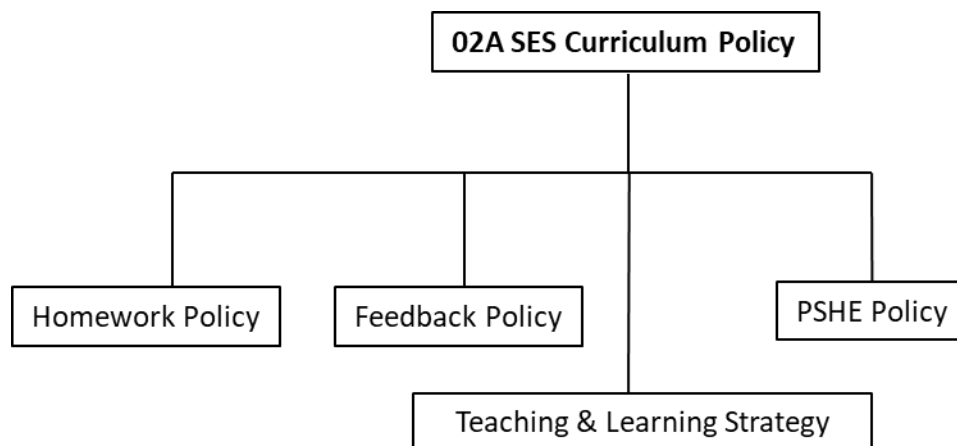 02A SES Curriculum Policy
Homework Policy
Feedback Policy
PSHE Policy
Teaching & Learning Strategy